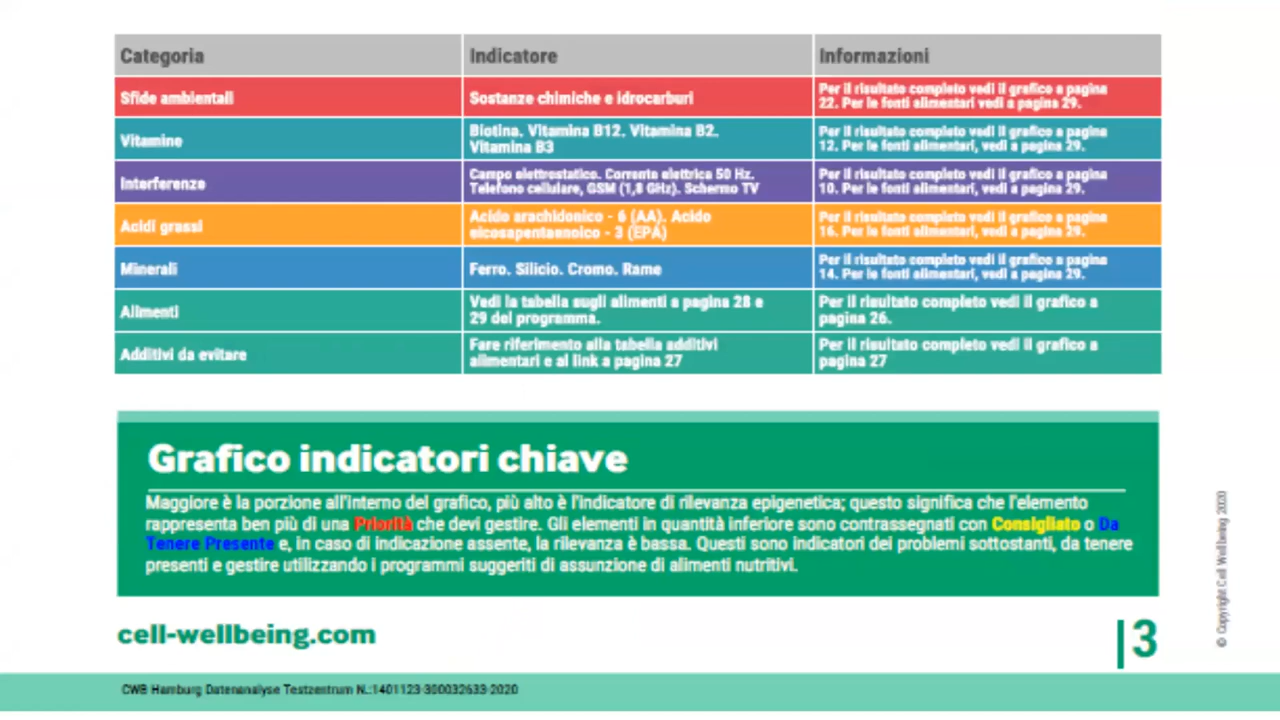 Categoria Indicatore Informazioni
Sfide ambientali
Sostanze chimiche e idrocarburi
Per il risultato completo vedi il grafico a pagina
22. Per le fonti alimentari vedi a pagina 29.
Vitamine
Biotina. Vitamina B12. Vitamina B2.
Vitamina B3
Per il risultato completo vedi il grafico a pagina
12. Per le fonti alimentari, vedi a pagina 29.
Interferenze
Campo elettrostatico. Corrente elettrica 50 Hz.
Telefono cellulare, GSM (1,8 GHz). Schermo TV
Per il risultato completo vedi il grafico a pagina
10. Per le fonti alimentari, vedi a pagina 29.
Acidi grassi
Acido arachidonico - 6 (AA). Acido
eicosapentaenoico - 3 (EPA)
Per il risultato completo vedi il grafico a pagina
16. Per le fonti alimentari, vedi a pagina 29.
Minerali
Ferro. Silicio. Cromo. Rame
Per il risultato completo vedi il grafico a pagina
14. Per le fonti alimentari, vedi a pagina 29.
Alimenti
Vedi la tabella sugli alimenti a pagina 28 e
29 del programma.
Per il risultato completo vedi il grafico a
pagina 26.
Additivi da evitare
Fare riferimento alla tabella additivi
alimentari e al link a pagina 27
Per il risultato completo vedi il grafico a
pagina 27
Grafico indicatori chiave
Maggiore è la porzione all'interno del grafico, più alto è l'indicatore di rilevanza epigenetica; questo significa che l'elemento
rappresenta ben più di una Priorità che devi gestire. Gli elementi in quantità inferiore sono contrassegnati con Consigliato o Da
Tenere Presente e, in caso di indicazione assente, la rilevanza è bassa. Questi sono indicatori dei problemi sottostanti, da tenere
presenti e gestire utilizzando i programmi suggeriti di assunzione di alimenti nutritivi.
cell-wellbeing.com
|3
© Copyright Cell Wellbeing 2020
CWB Hamburg Datenanalyse Testzentrum N.:1401123-300032633-2020